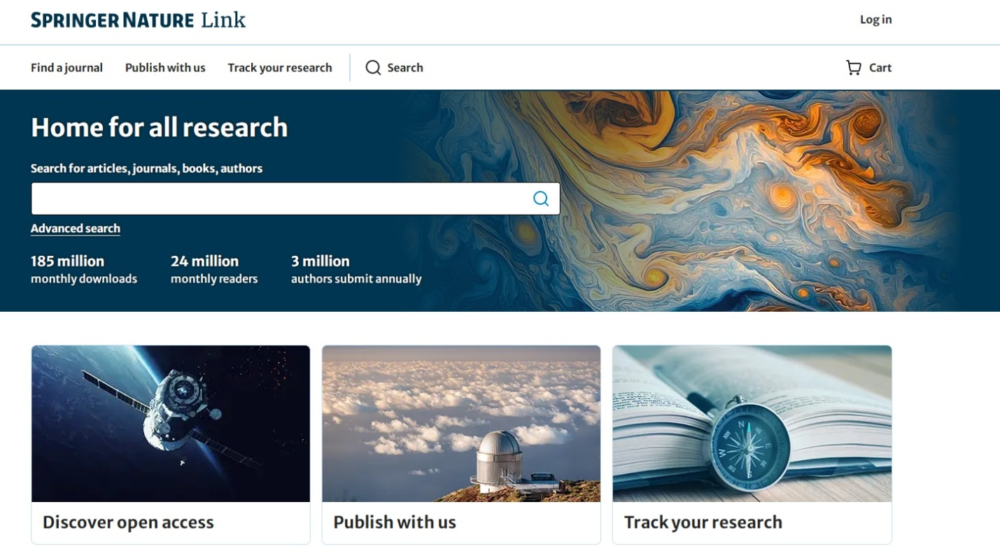 SPRINGER NATURE Link
Log in
Find a journal
Publish with us
Track your research
Search
Cart
Home for all research
Search for articles, journals, books, authors
Advanced search
185 million
monthly downloads
24 million
monthly readers
3 million
authors submit annually
N
E
S
W
Discover open access
Publish with us
Track your research